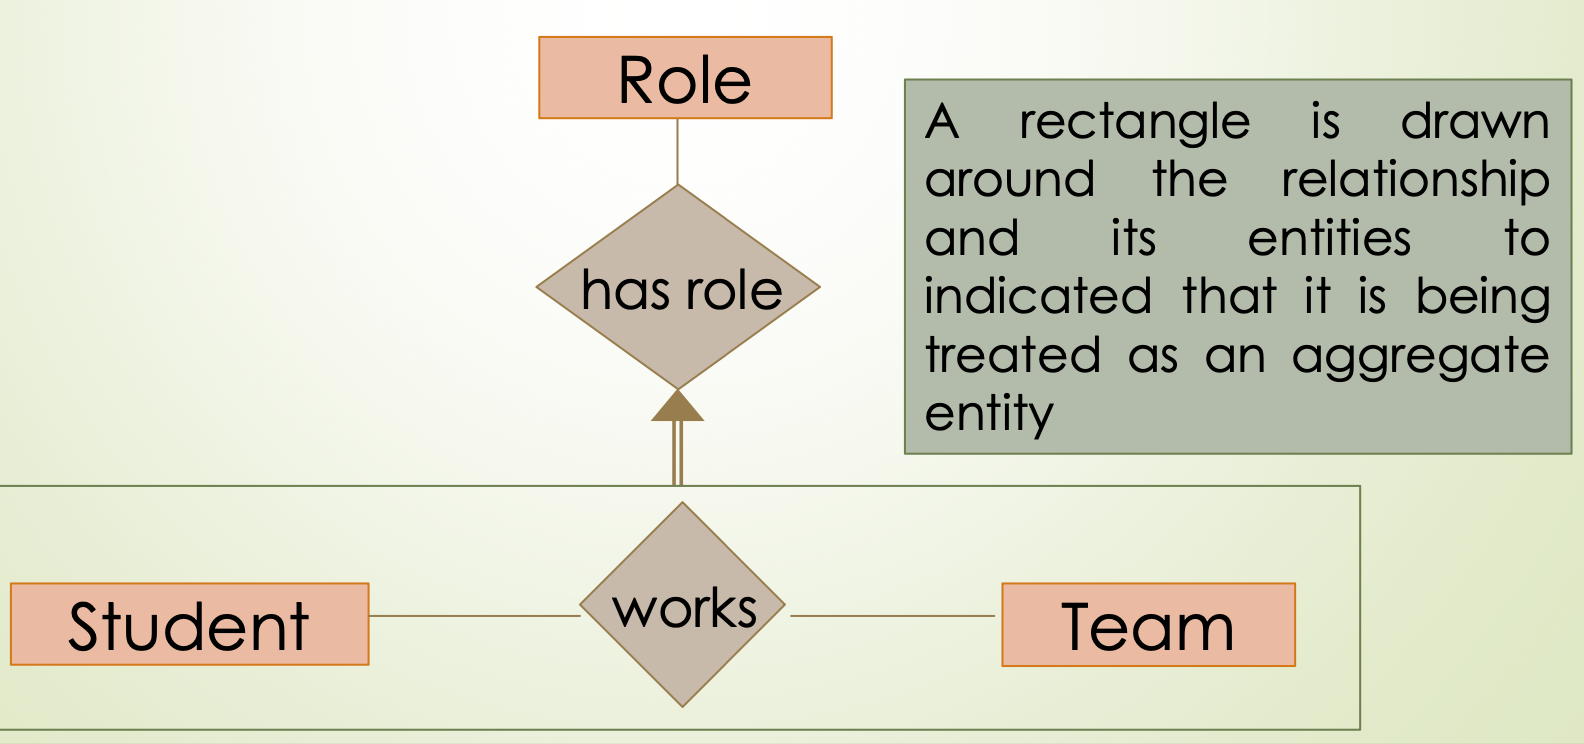 Role
has role
A rectangle is drawn
around the relationship
and its entities to
indicated that it is being
treated as an aggregate
entity
Student
works
Team